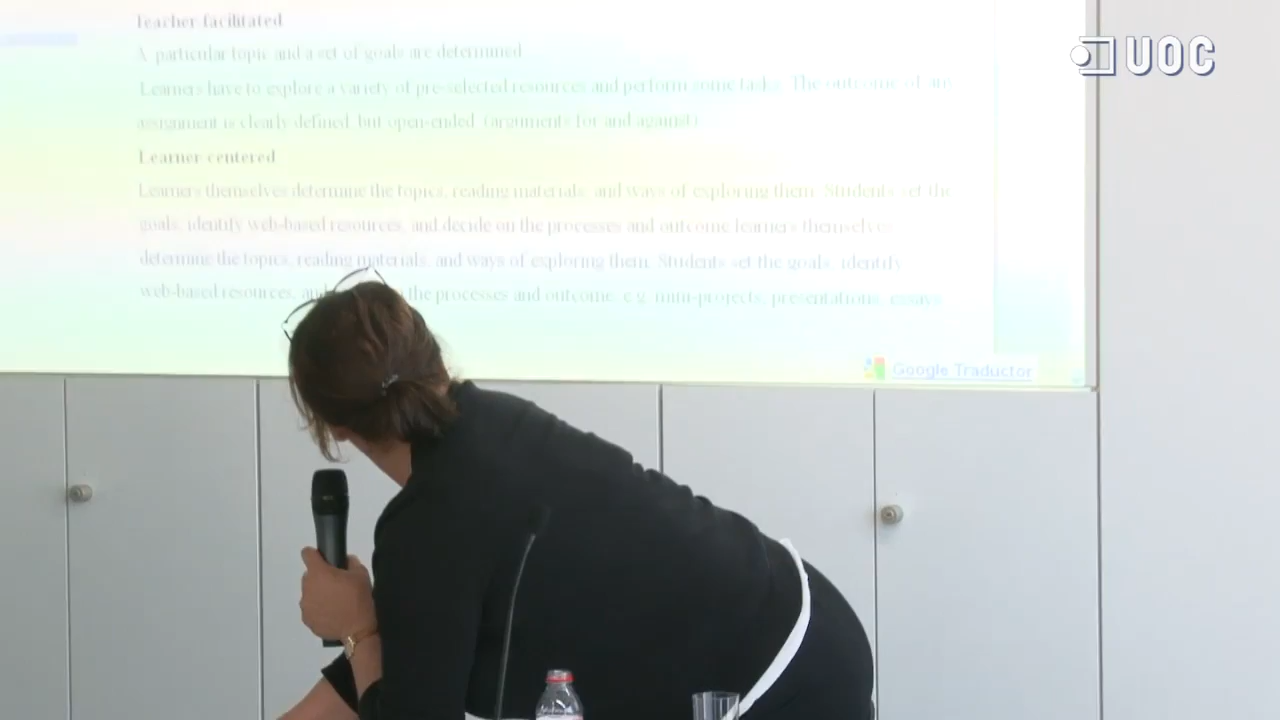 Teacher facilitated
A particular topic and a set of goals are determined
Learners have to explore a variety of pre-selected resources and perform some tasks. The outcome of any
assignment is clearly defined but open-ended (arguments for and against)
Learner centered
Learners themselves determine the topics, reading materials, and ways of exploring them. Students set the
goals, identify web-based resources, and decide on the processes and outcome learners themselves
determine the topics, reading materials, and ways of exploring them. Students set the goals, identify
web-based resources, the processes and outcome, e.g. mini-projects, presentations, essays
Google Traductor
UOC